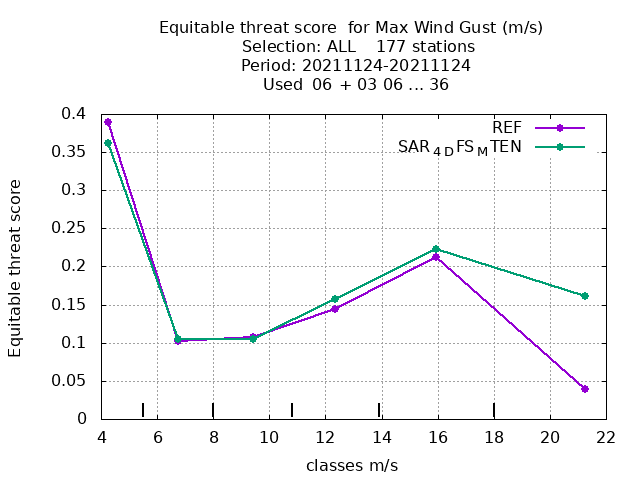 Equitable threat score  for Max Wind Gust (m/s)
Selection: ALL    177 stations
Period: 20211124-20211124
Used  06  + 03 06 ... 36
REF
SAR4DFSMTEN
Equitable threat score
0.4
0.35
0.3
0.25
0.2
0.15
0.1
0.05
0
4 6 8 10 12 14 16 18 20 22
classes m/s